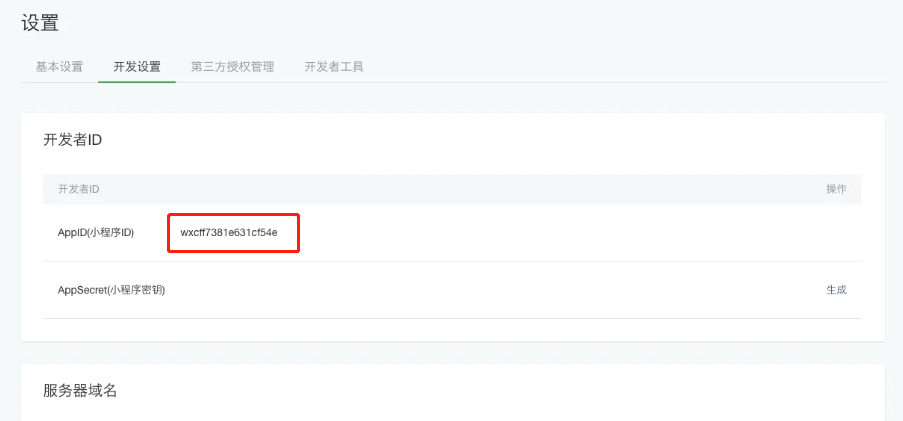 设置
基本设置 开发设置 第三方授权管理 开发者工具
开发者ID
开发者ID 操作
AppID(小程序ID) wxcff7381e631cf54e
AppSecret(小程序密钥) 生成
服务器域名